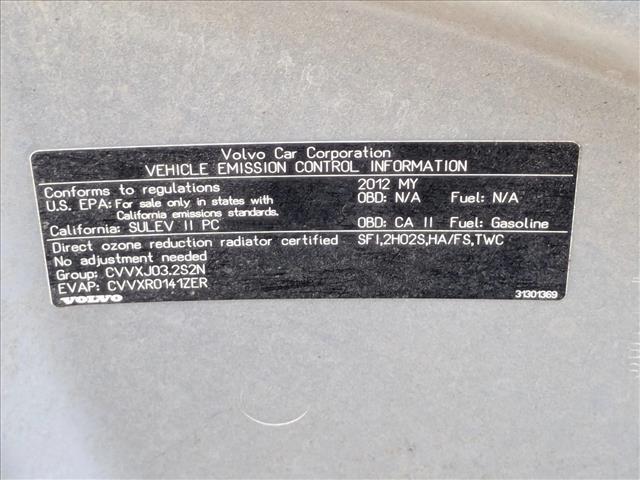 Volvo Car Corporation
VEHICLE EMISSION CONTROL INFORMATION
Conforms to regulations 2012 MY
U.S. EPA: For sale only in states with California emissions standards. OBD: N/A Fuel: N/A
California: SULEV II PC OBD: CA II Fuel: Gasoline
Direct ozone reduction radiator certified SFI,2HO2S,HA/FS,TWC
No adjustment needed
Group: CVVXJ03.2S2N
EVAP: CVVXR0141ZER
VOLVO 31301369